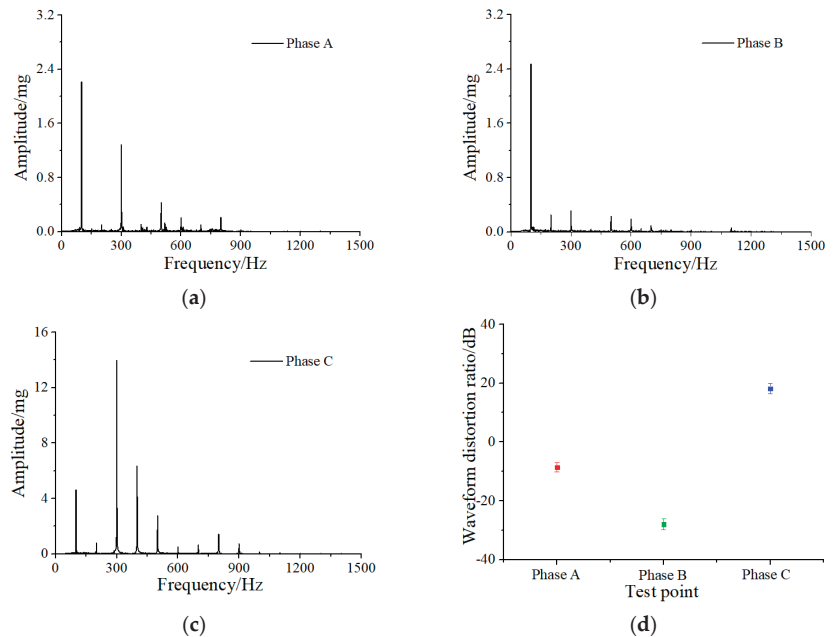 3.2
2.4
1.6
0.8
0.0
Amplitude/mg
Phase A
0 300 600 900 1200 1500
Frequency/Hz
(a)
3.2
2.4
1.6
0.8
0.0
Amplitude/mg
Phase B
0 300 600 900 1200 1500
Frequency/Hz
(b)
16
12
8
4
0
Amplitude/mg
Phase C
0 300 600 900 1200 1500
Frequency/Hz
(c)
40
20
0
-20
-40
Waveform distortion ratio/dB
Phase A Phase B Phase C
Test point
(d)